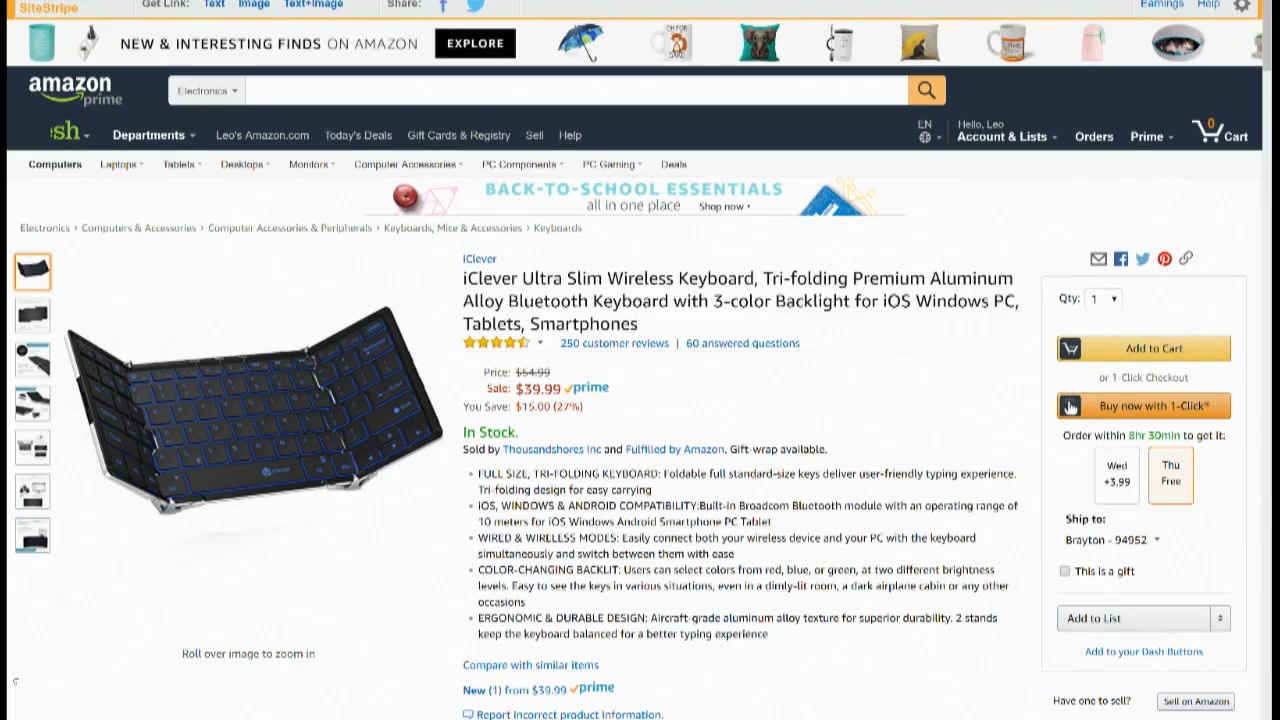 SiteStripe
Get Link: Text Image Text+Image Share:
Earnings Help
NEW & INTERESTING FINDS ON AMAZON EXPLORE
amazon
prime
Electronics
sh Departments Leo's Amazon.com Today's Deals Gift Cards & Registry Sell Help
EN
Hello, Leo
Account & Lists Orders Prime 0 Cart
Computers Laptops Tablets Desktops Monitors Computer Accessories PC Components PC Gaming Deals
BACK-TO-SCHOOL ESSENTIALS
all in one place Shop now ›
Electronics › Computers & Accessories › Computer Accessories & Peripherals › Keyboards, Mice & Accessories › Keyboards
iClever
iClever Ultra Slim Wireless Keyboard, Tri-folding Premium Aluminum
Alloy Bluetooth Keyboard with 3-color Backlight for iOS Windows PC,
Tablets, Smartphones
250 customer reviews | 60 answered questions
Price: $54.99
Sale: $39.99 prime
You Save: $15.00 (27%)
In Stock.
Sold by Thousandshores Inc and Fulfilled by Amazon. Gift-wrap available.
• FULL SIZE, TRI-FOLDING KEYBOARD: Foldable full standard-size keys deliver user-friendly typing experience.
Tri-folding design for easy carrying
• iOS, WINDOWS & ANDROID COMPATIBILITY:Built-in Broadcom Bluetooth module with an operating range of
10 meters for iOS Windows Android Smartphone PC Tablet
• WIRED & WIRELESS MODES: Easily connect both your wireless device and your PC with the keyboard
simultaneously and switch between them with ease
• COLOR-CHANGING BACKLIT: Users can select colors from red, blue, or green, at two different brightness
levels. Easy to see the keys in various situations, even in a dimly-lit room, a dark airplane cabin or any other
occasions
• ERGONOMIC & DURABLE DESIGN: Aircraft-grade aluminum alloy texture for superior durability. 2 stands
keep the keyboard balanced for a better typing experience
Compare with similar items
New (1) from $39.99 prime
Report incorrect product information.
iClever
Roll over image to zoom in
Qty: 1
Add to Cart
or 1-Click Checkout
Buy now with 1-Click®
Order within 8hr 30min to get it:
Wed
+3.99
Thu
Free
Ship to:
Brayton - 94952
This is a gift
Add to List
Add to your Dash Buttons
Have one to sell? Sell on Amazon